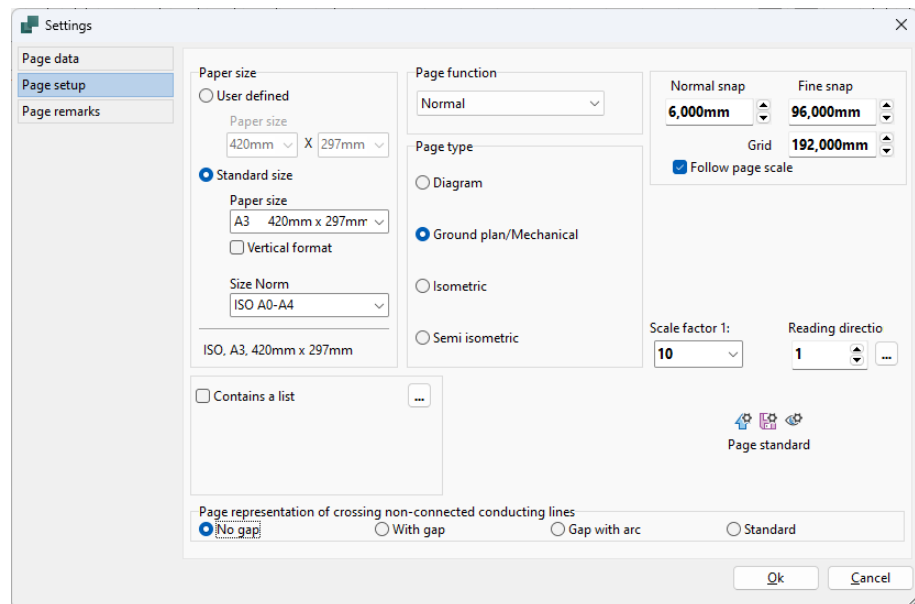 Settings
Page data
Page setup
Page remarks
Paper size
User defined
Paper size
420mm X 297mm
Standard size
Paper size
A3 420mm x 297mm
Vertical format
Size Norm
ISO A0-A4
ISO, A3, 420mm x 297mm
Page function
Normal
Page type
Diagram
Ground plan/Mechanical
Isometric
Semi isometric
Normal snap Fine snap
6,000mm 96,000mm
Grid 192,000mm
Follow page scale
Scale factor 1: Reading directio
10 1 ...
Contains a list ...
Page standard
Page representation of crossing non-connected conducting lines
No gap With gap Gap with arc Standard
Ok Cancel